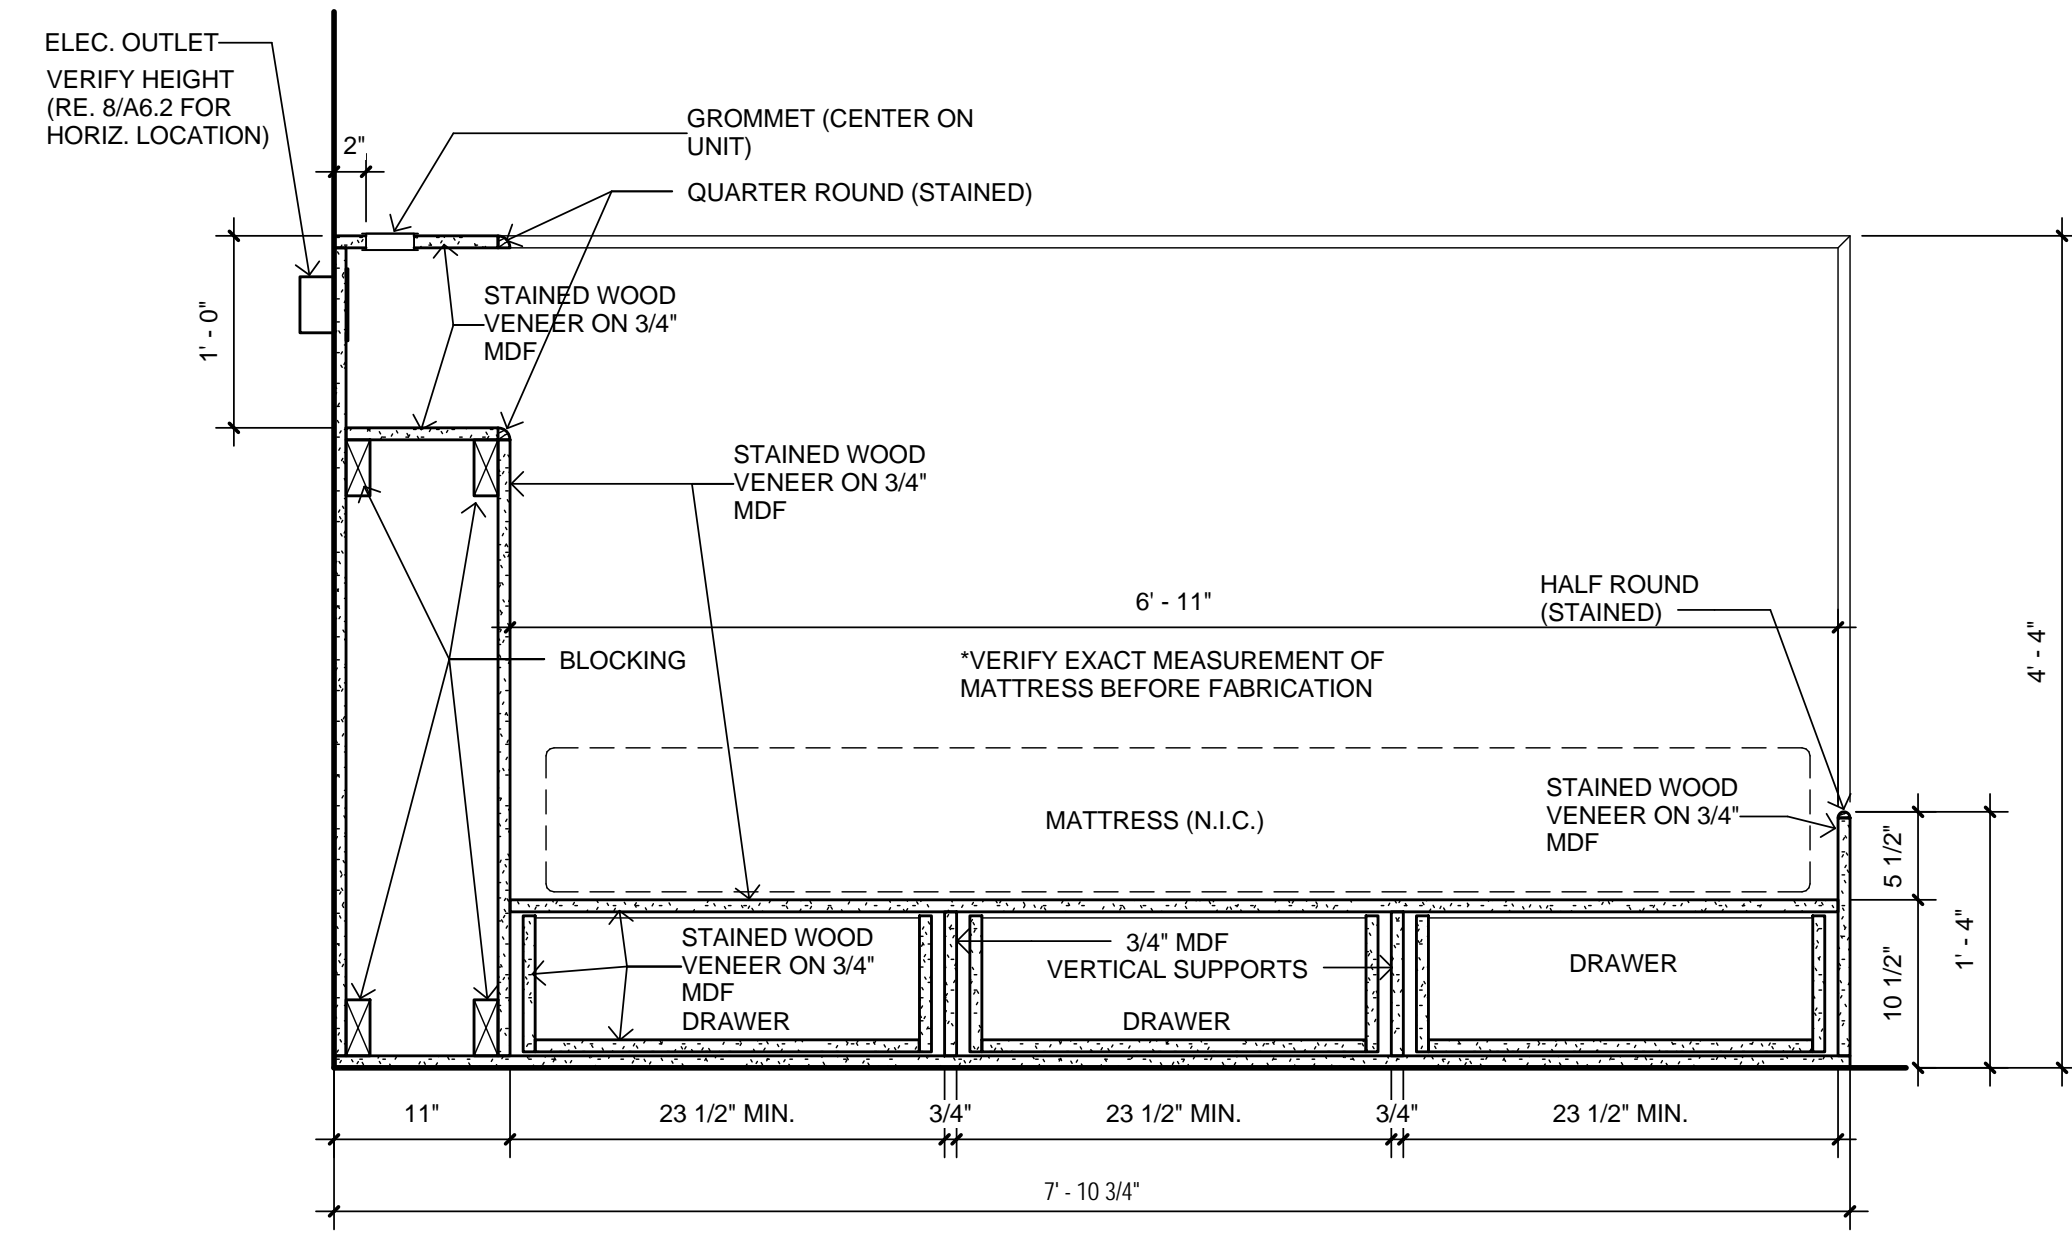 ELEC. OUTLET
VERIFY HEIGHT
(RE. 8/A6.2 FOR
HORIZ. LOCATION)
2"
GROMMET (CENTER ON
UNIT)
QUARTER ROUND (STAINED)
1' - 0"
STAINED WOOD
VENEER ON 3/4"
MDF
STAINED WOOD
VENEER ON 3/4"
MDF
6' - 11"
HALF ROUND
(STAINED)
4' - 4"
BLOCKING
*VERIFY EXACT MEASUREMENT OF
MATTRESS BEFORE FABRICATION
MATTRESS (N.I.C.)
STAINED WOOD
VENEER ON 3/4"
MDF
5 1/2"
1' - 4"
10 1/2"
STAINED WOOD
VENEER ON 3/4"
MDF
DRAWER
3/4" MDF
VERTICAL SUPPORTS
DRAWER
DRAWER
11"
23 1/2" MIN.
3/4"
23 1/2" MIN.
3/4"
23 1/2" MIN.
7' - 10 3/4"